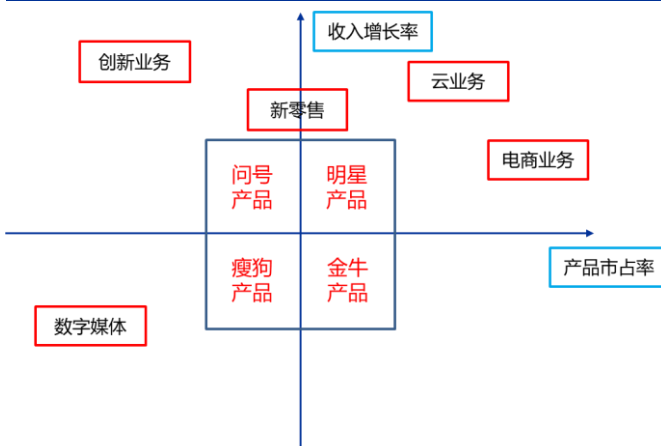 收入增长率
创新业务
云业务
新零售
电商业务
问号
产品
明星
产品
产品市占率
瘦狗
产品
金牛
产品
数字媒体